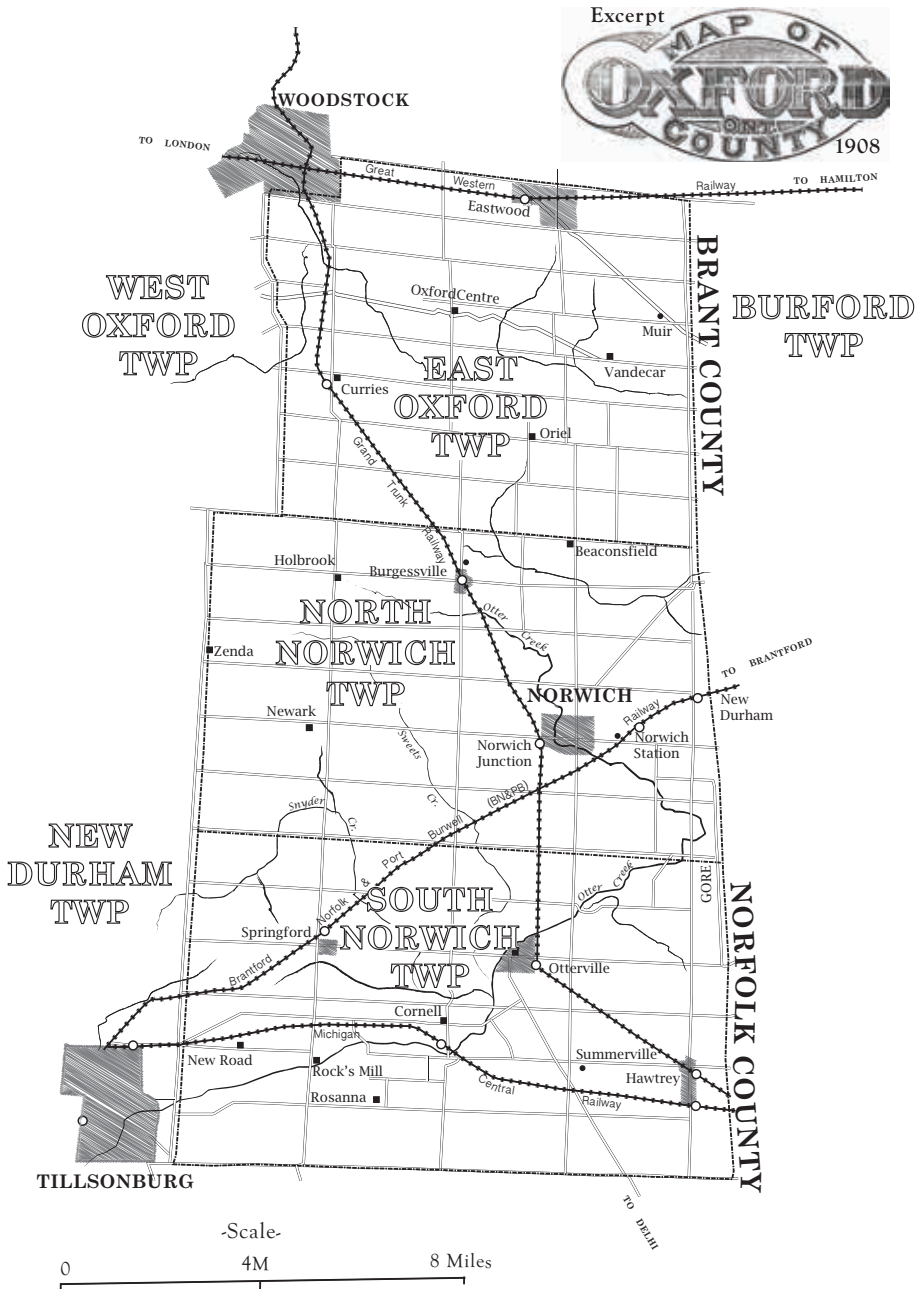 Excerpt
MAP OF
OXFORD
ONT.
COUNTY
1908
WOODSTOCK
TO LONDON
Great Western Railway
TO HAMILTON
Eastwood
BRANT COUNTY
WEST
OXFORD
TWP
BURFORD
TWP
OxfordCentre
Muir
Vandecar
EAST
OXFORD
TWP
Curries
Oriel
Grand Trunk Railway
Beaconsfield
Holbrook
Burgessville
NORTH
NORWICH
TWP
Otter Creek
Zenda
TO BRANTFORD
NORWICH
New
Durham
Newark
Railway
Norwich
Station
Norwich
Junction
Sweets Cr.
(BN&PB)
Snyder Cr.
Burwell
Port
&
Norfolk
Brantford
NEW
DURHAM
TWP
GORE
Otter Creek
SOUTH
NORWICH
TWP
NORFOLK COUNTY
Springford
Otterville
Cornell
Michigan Central Railway
New Road
Rock's Mill
Summerville
Hawtrey
Rosanna
TILLSONBURG
TO DELHI
-Scale-
0 4M 8 Miles